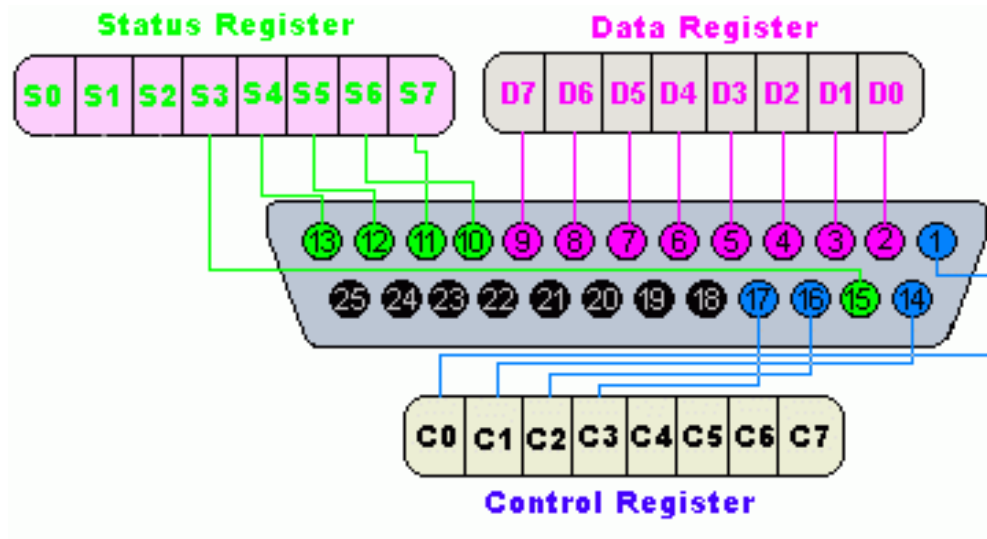 Status Register
Data Register
S0 S1 S2 S3 S4 S5 S6 S7
D7 D6 D5 D4 D3 D2 D1 D0
13 12 11 10 9 8 7 6 5 4 3 2 1
25 24 23 22 21 20 19 18 17 16 15 14
C0 C1 C2 C3 C4 C5 C6 C7
Control Register